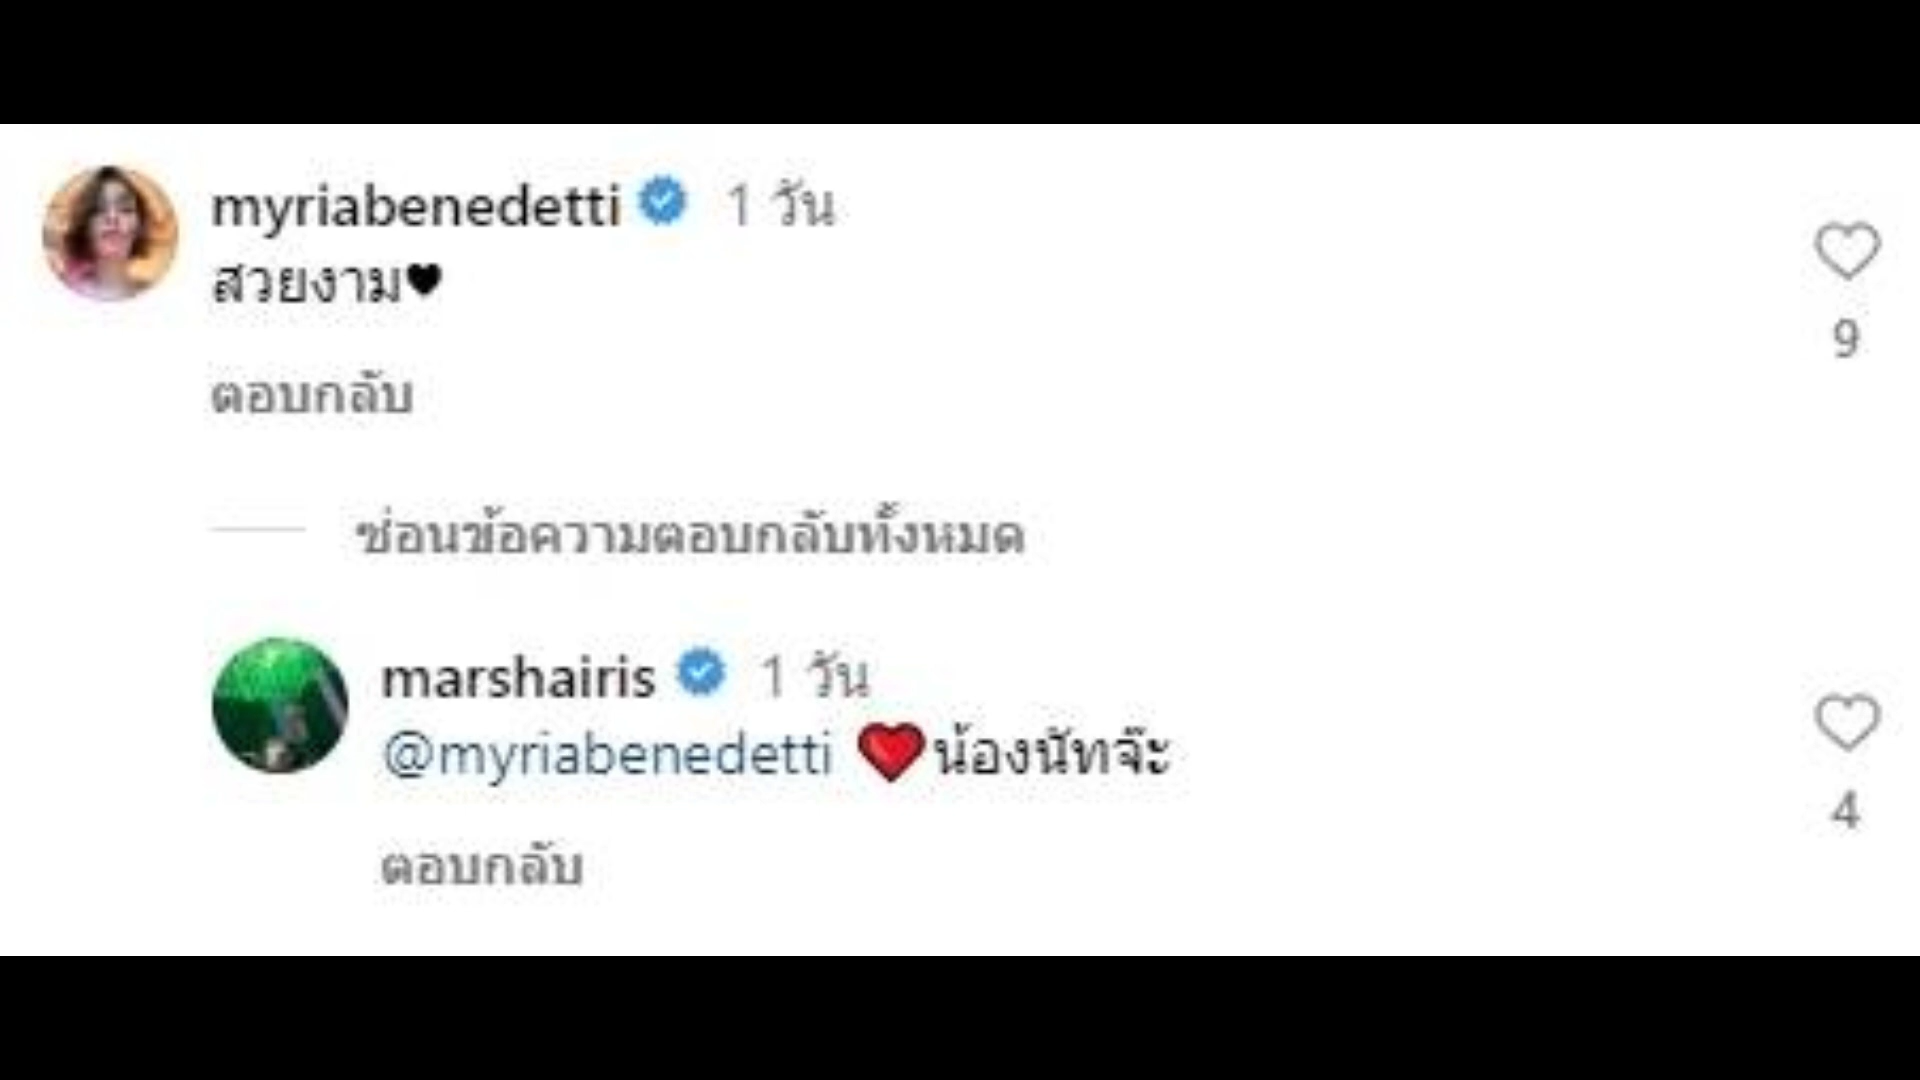 myriabenedetti 1 วัน
สวยงาม♥
9
ตอบกลับ
ซ่อนข้อความตอบกลับทั้งหมด
marshairis 1 วัน
@myriabenedetti ❤️น้องนัทจ๊ะ
4
ตอบกลับ